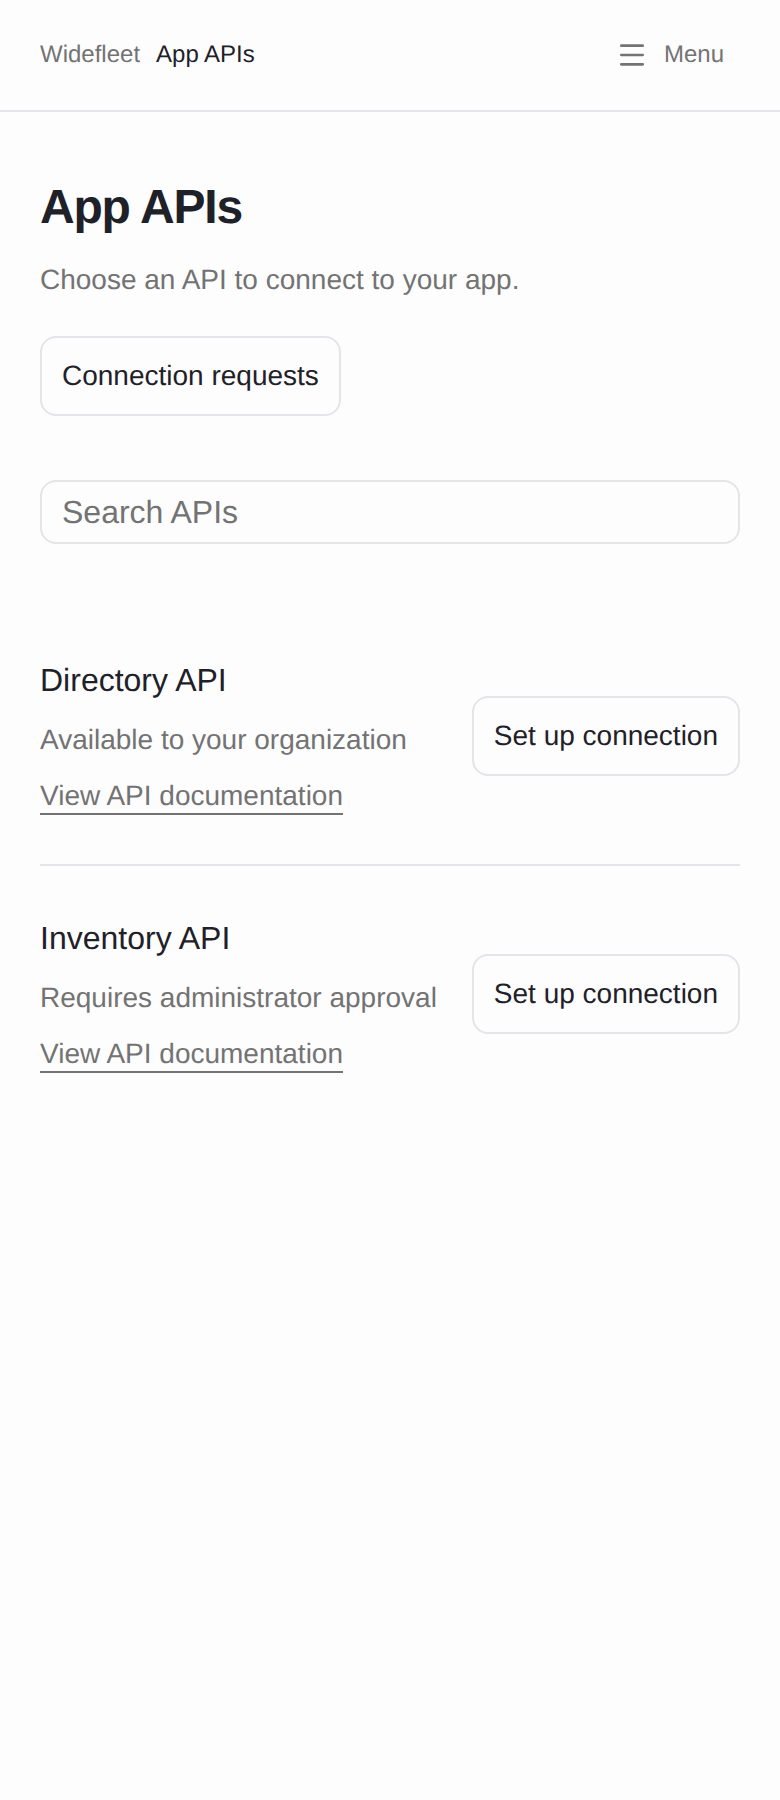 Widefleet App APIs
Menu
App APIs
Choose an API to connect to your app.
Connection requests
Search APIs
Directory API
Available to your organization
Set up connection
View API documentation
Inventory API
Requires administrator approval
Set up connection
View API documentation